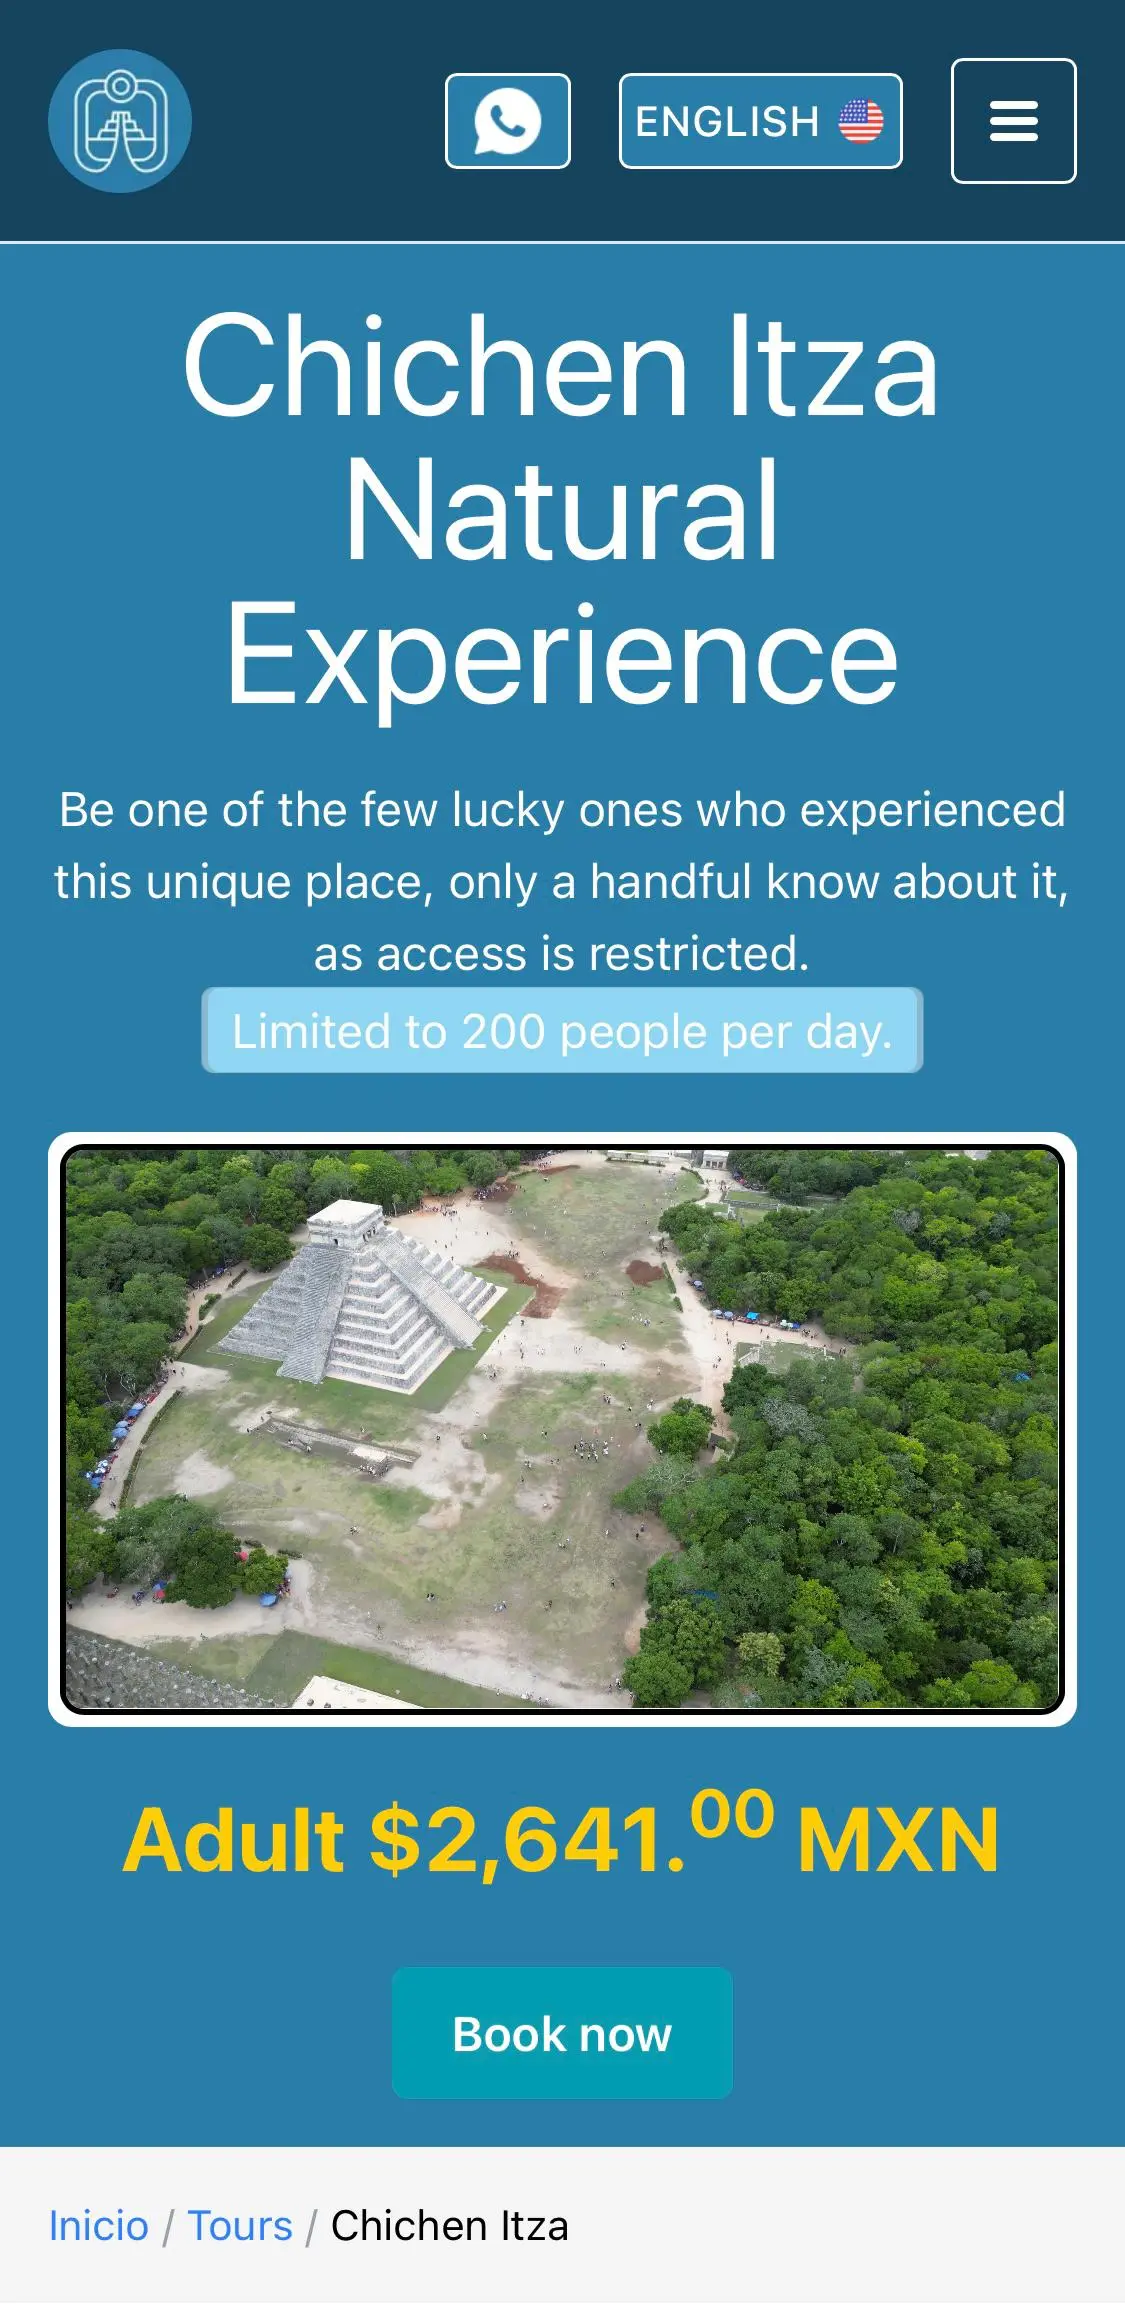 ENGLISH
Chichen Itza
Natural
Experience
Be one of the few lucky ones who experienced
this unique place, only a handful know about it,
as access is restricted.
Limited to 200 people per day.
Adult $2,641.00 MXN
Book now
Inicio / Tours / Chichen Itza